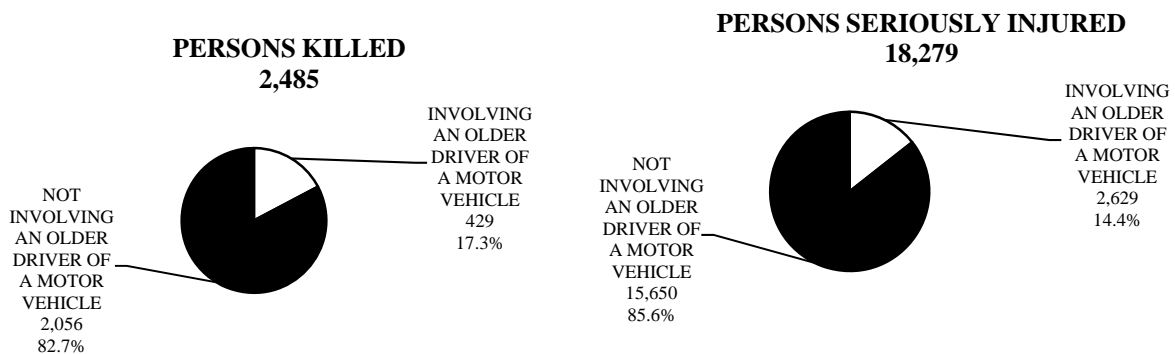 PERSONS KILLED
2,485
INVOLVING
AN OLDER
DRIVER OF
A MOTOR
VEHICLE
429
17.3%
NOT
INVOLVING
AN OLDER
DRIVER OF
A MOTOR
VEHICLE
2,056
82.7%
PERSONS SERIOUSLY INJURED
18,279
INVOLVING
AN OLDER
DRIVER OF
A MOTOR
VEHICLE
2,629
14.4%
NOT
INVOLVING
AN OLDER
DRIVER OF
A MOTOR
VEHICLE
15,650
85.6%